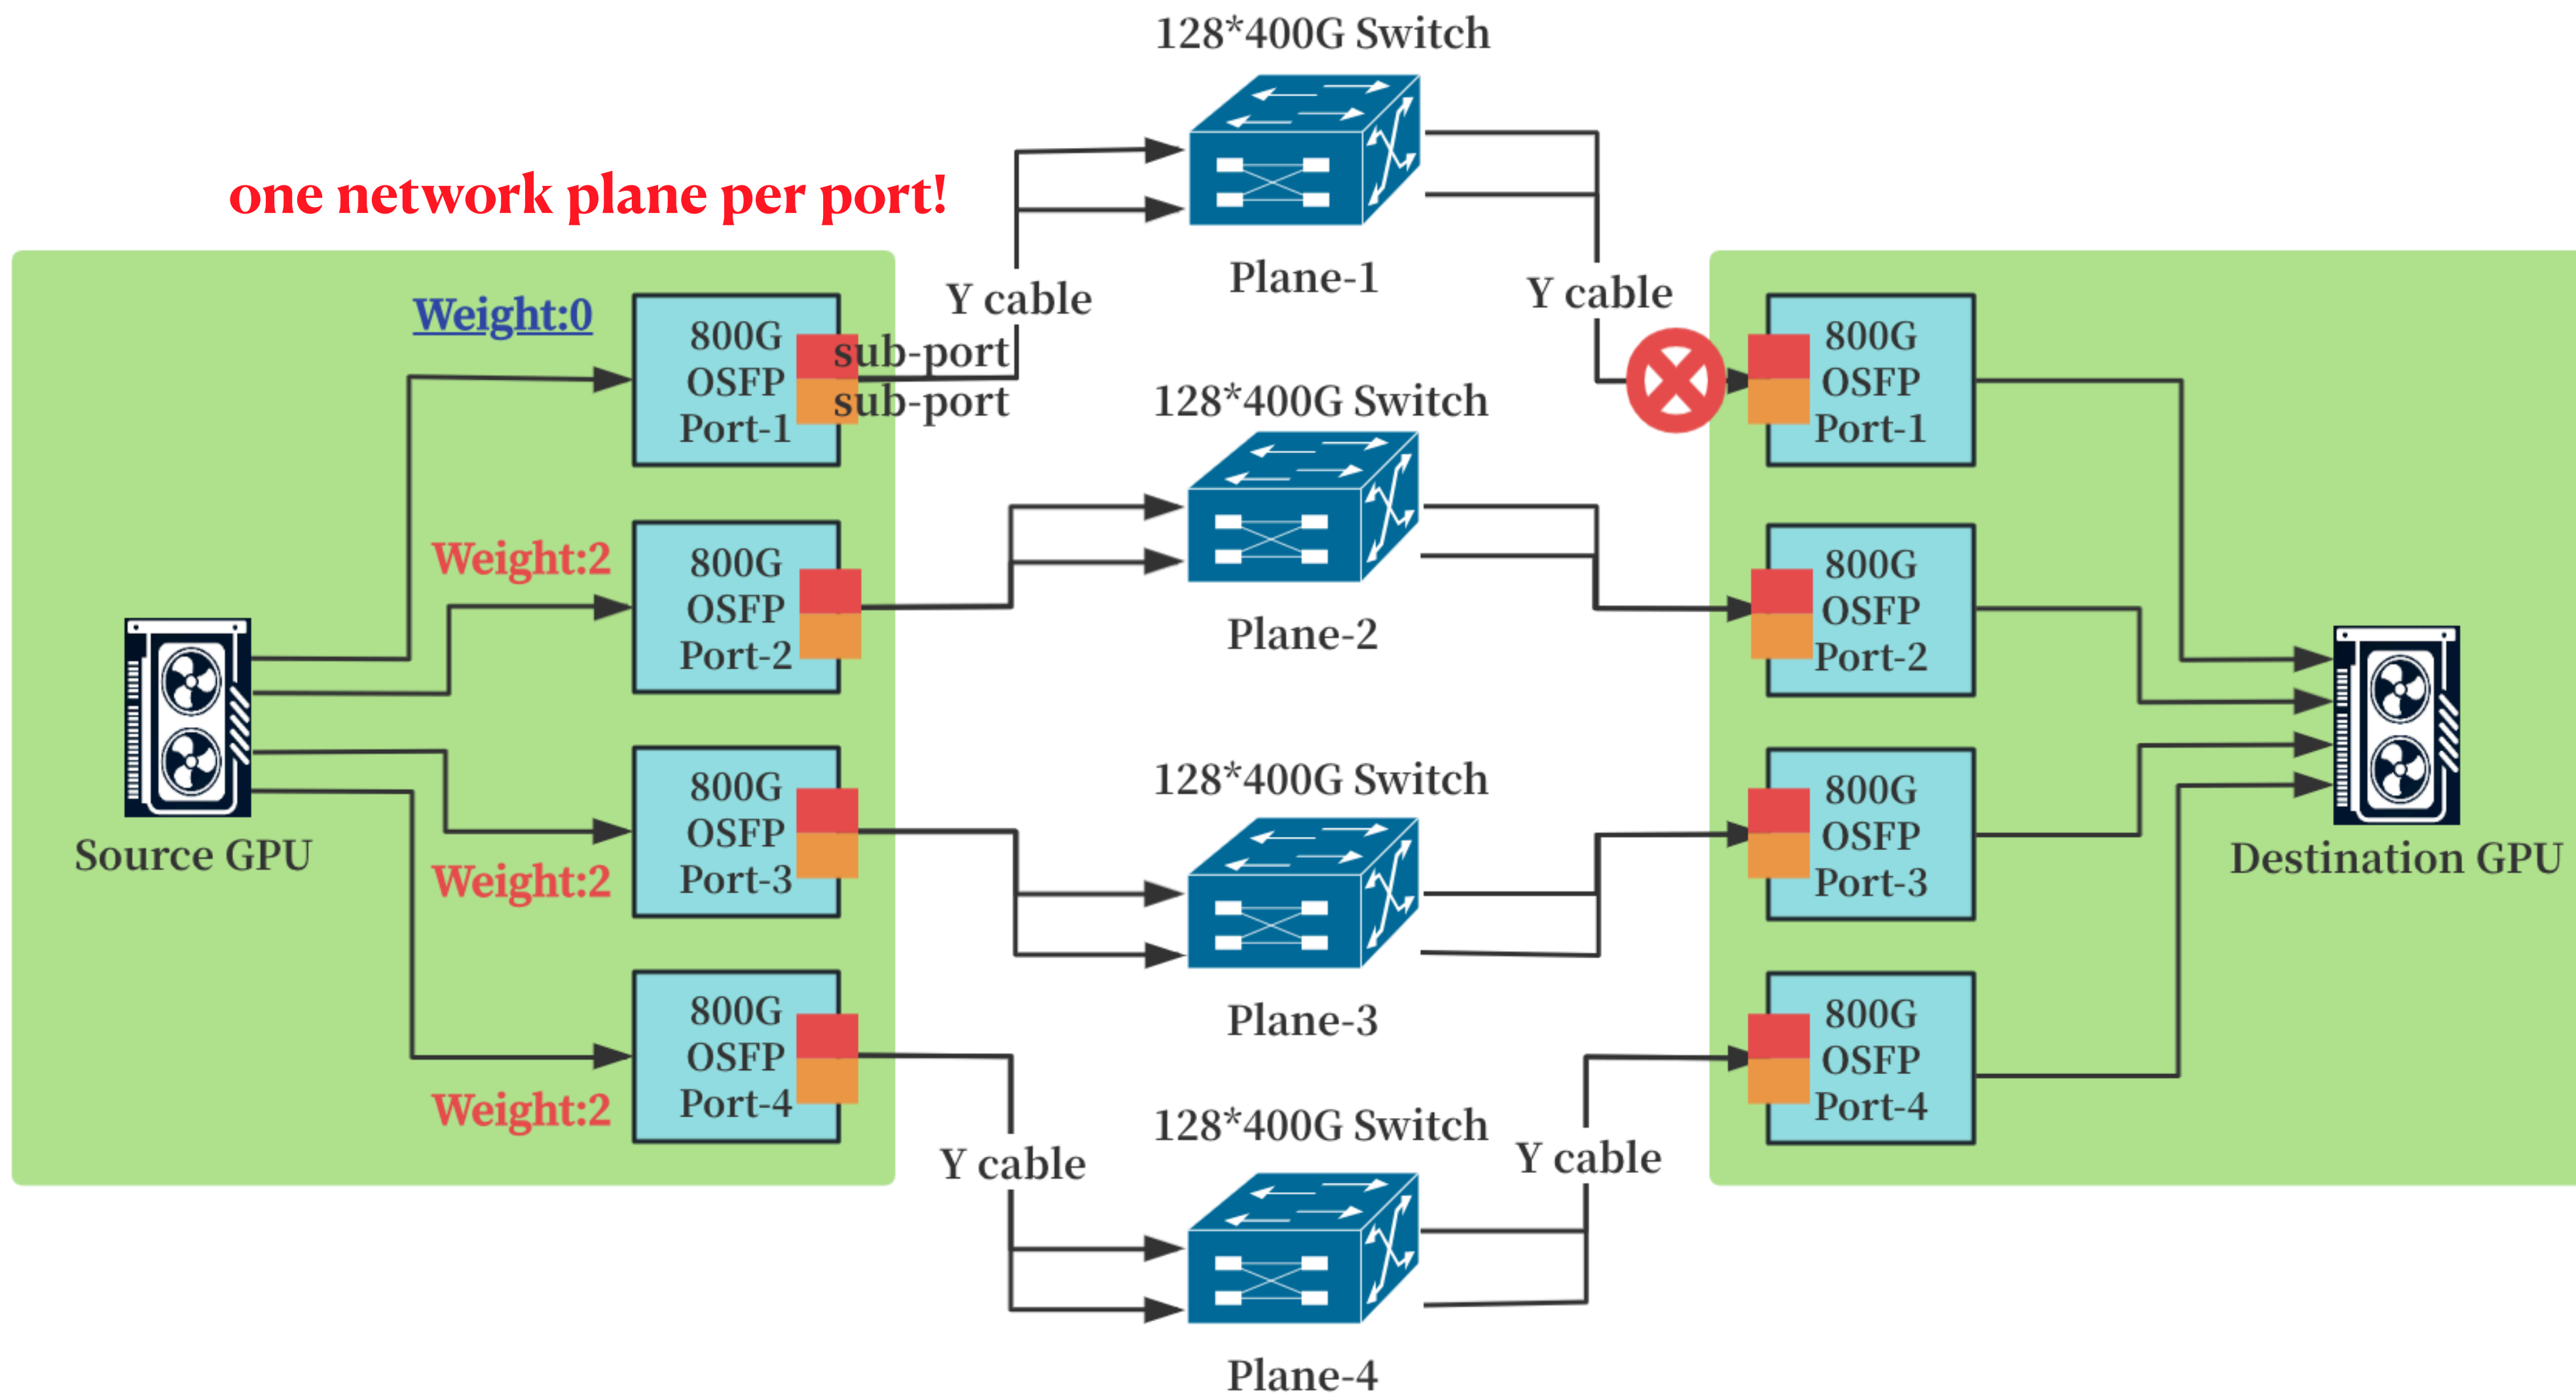 128*400G Switch
one network plane per port!
Plane-1
Y cable
Y cable
Weight:0
800G
OSFP
Port-1
sub-port
sub-port
800G
OSFP
Port-1
128*400G Switch
Weight:2
800G
OSFP
Port-2
Plane-2
800G
OSFP
Port-2
Source GPU
Weight:2
800G
OSFP
Port-3
128*400G Switch
Plane-3
800G
OSFP
Port-3
Destination GPU
Weight:2
800G
OSFP
Port-4
Y cable
128*400G Switch
Y cable
Plane-4
800G
OSFP
Port-4